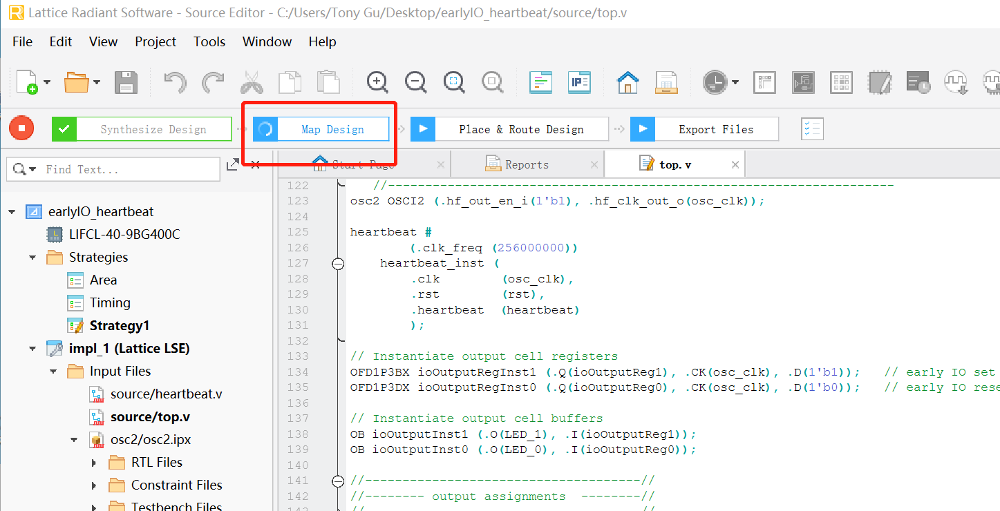 Lattice Radiant Software - Source Editor - C:/Users/Tony Gu/Desktop/earlyIO_heartbeat/source/top.v
File Edit View Project Tools Window Help
IP
Synthesize Design Map Design Place & Route Design Export Files
Find Text...
Start Page Reports top.v
earlyIO_heartbeat
LIFCL-40-9BG400C
Strategies
Area
Timing
Strategy1
impl_1 (Lattice LSE)
Input Files
source/heartbeat.v
source/top.v
osc2/osc2.ipx
RTL Files
Constraint Files
Testbench Files
122 //--------------------------------------------------------------------
123 osc2 OSCI2 (.hf_out_en_i(1'b1), .hf_clk_out_o(osc_clk));
124
125 heartbeat #
126 (.clk_freq (256000000))
127 heartbeat_inst (
128 .clk (osc_clk),
129 .rst (rst),
130 .heartbeat (heartbeat)
131 );
132
133 // Instantiate output cell registers
134 OFD1P3BX ioOutputRegInst1 (.Q(ioOutputReg1), .CK(osc_clk), .D(1'b1)); // early IO set
135 OFD1P3DX ioOutputRegInst0 (.Q(ioOutputReg0), .CK(osc_clk), .D(1'b0)); // early IO rese
136
137 // Instantiate output cell buffers
138 OB ioOutputInst1 (.O(LED_1), .I(ioOutputReg1));
139 OB ioOutputInst0 (.O(LED_0), .I(ioOutputReg0));
140
141 //-------------------------------------//
142 //-------- output assignments --------//